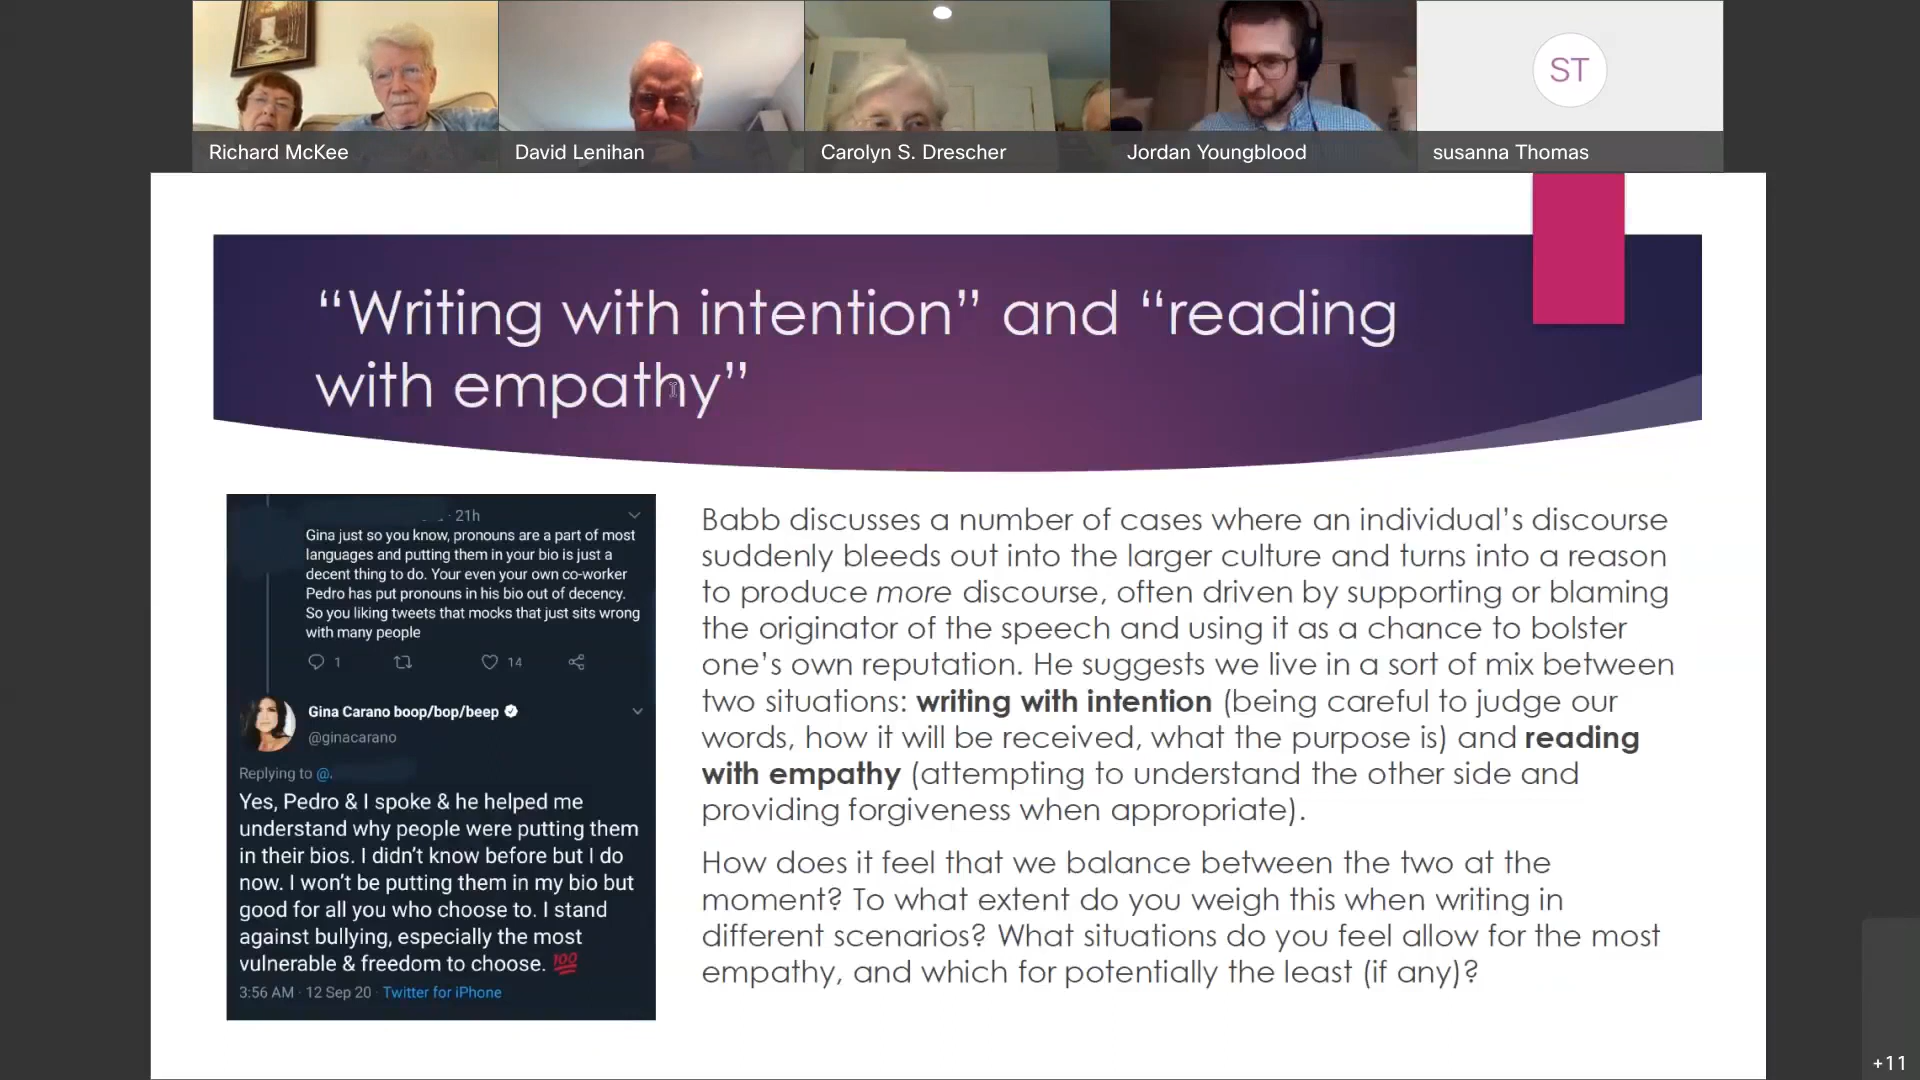 Richard McKee
David Lenihan
Carolyn S. Drescher
Jordan Youngblood
ST
susanna Thomas
“Writing with intention” and “reading
with empathy”
· 21h
Gina just so you know, pronouns are a part of most
languages and putting them in your bio is just a
decent thing to do. Your even your own co-worker
Pedro has put pronouns in his bio out of decency.
So you liking tweets that mocks that just sits wrong
with many people
1
14
Gina Carano boop/bop/beep
@ginacarano
Replying to @.
Yes, Pedro & I spoke & he helped me
understand why people were putting them
in their bios. I didn’t know before but I do
now. I won’t be putting them in my bio but
good for all you who choose to. I stand
against bullying, especially the most
vulnerable & freedom to choose. 💯
3:56 AM · 12 Sep 20 · Twitter for iPhone
Babb discusses a number of cases where an individual’s discourse
suddenly bleeds out into the larger culture and turns into a reason
to produce more discourse, often driven by supporting or blaming
the originator of the speech and using it as a chance to bolster
one’s own reputation. He suggests we live in a sort of mix between
two situations: writing with intention (being careful to judge our
words, how it will be received, what the purpose is) and reading
with empathy (attempting to understand the other side and
providing forgiveness when appropriate).
How does it feel that we balance between the two at the
moment? To what extent do you weigh this when writing in
different scenarios? What situations do you feel allow for the most
empathy, and which for potentially the least (if any)?
+11